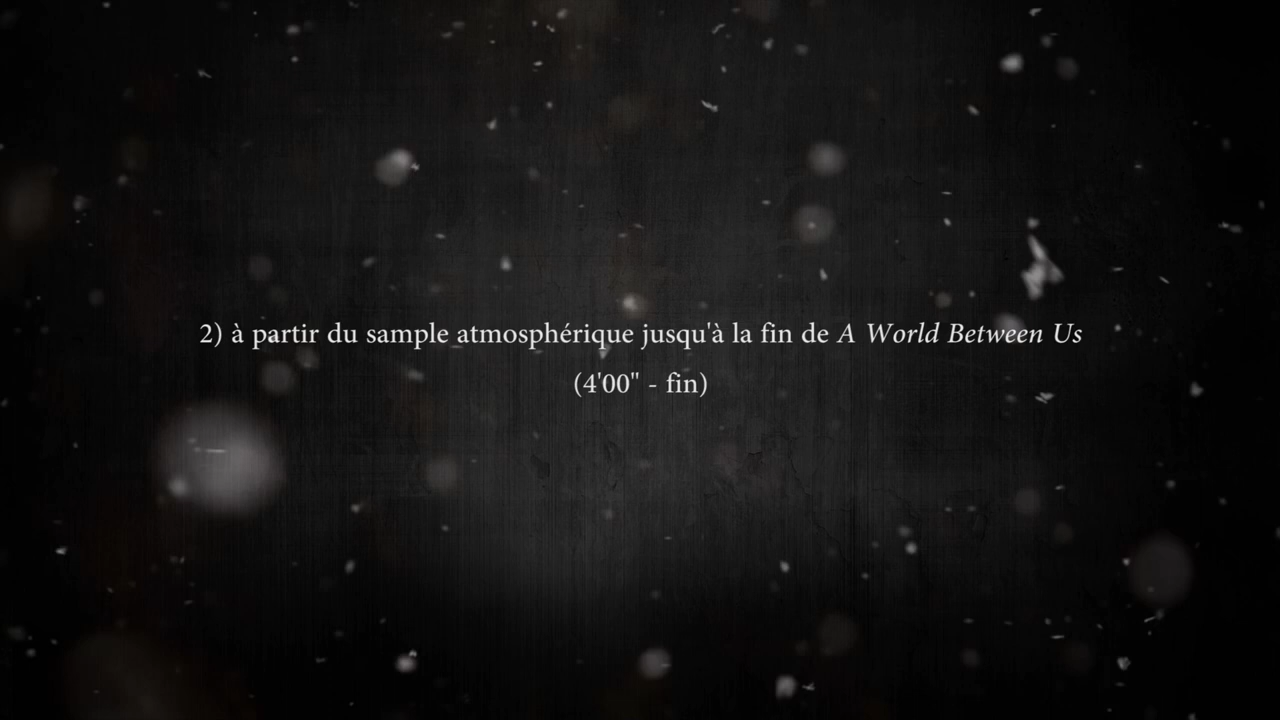 2) à partir du sample atmosphérique jusqu'à la fin de A World Between Us
(4'00" - fin)